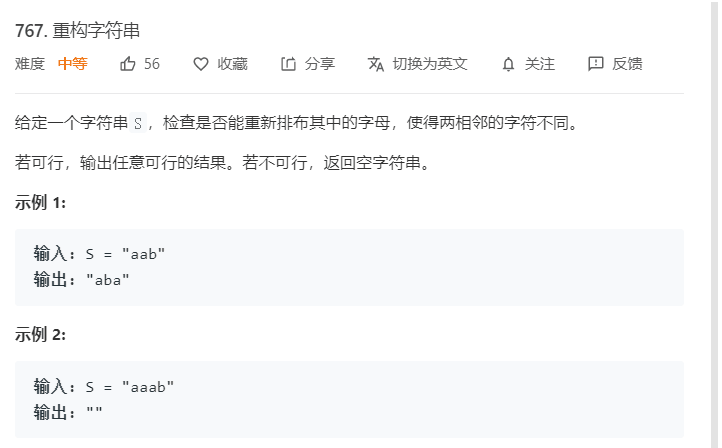 767. 重构字符串
难度 中等 56 收藏 分享 切换为英文 关注 反馈
给定一个字符串 S ，检查是否能重新排布其中的字母，使得两相邻的字符不同。
若可行，输出任意可行的结果。若不可行，返回空字符串。
示例 1:
输入：S = "aab"
输出："aba"
示例 2:
输入：S = "aaab"
输出：""